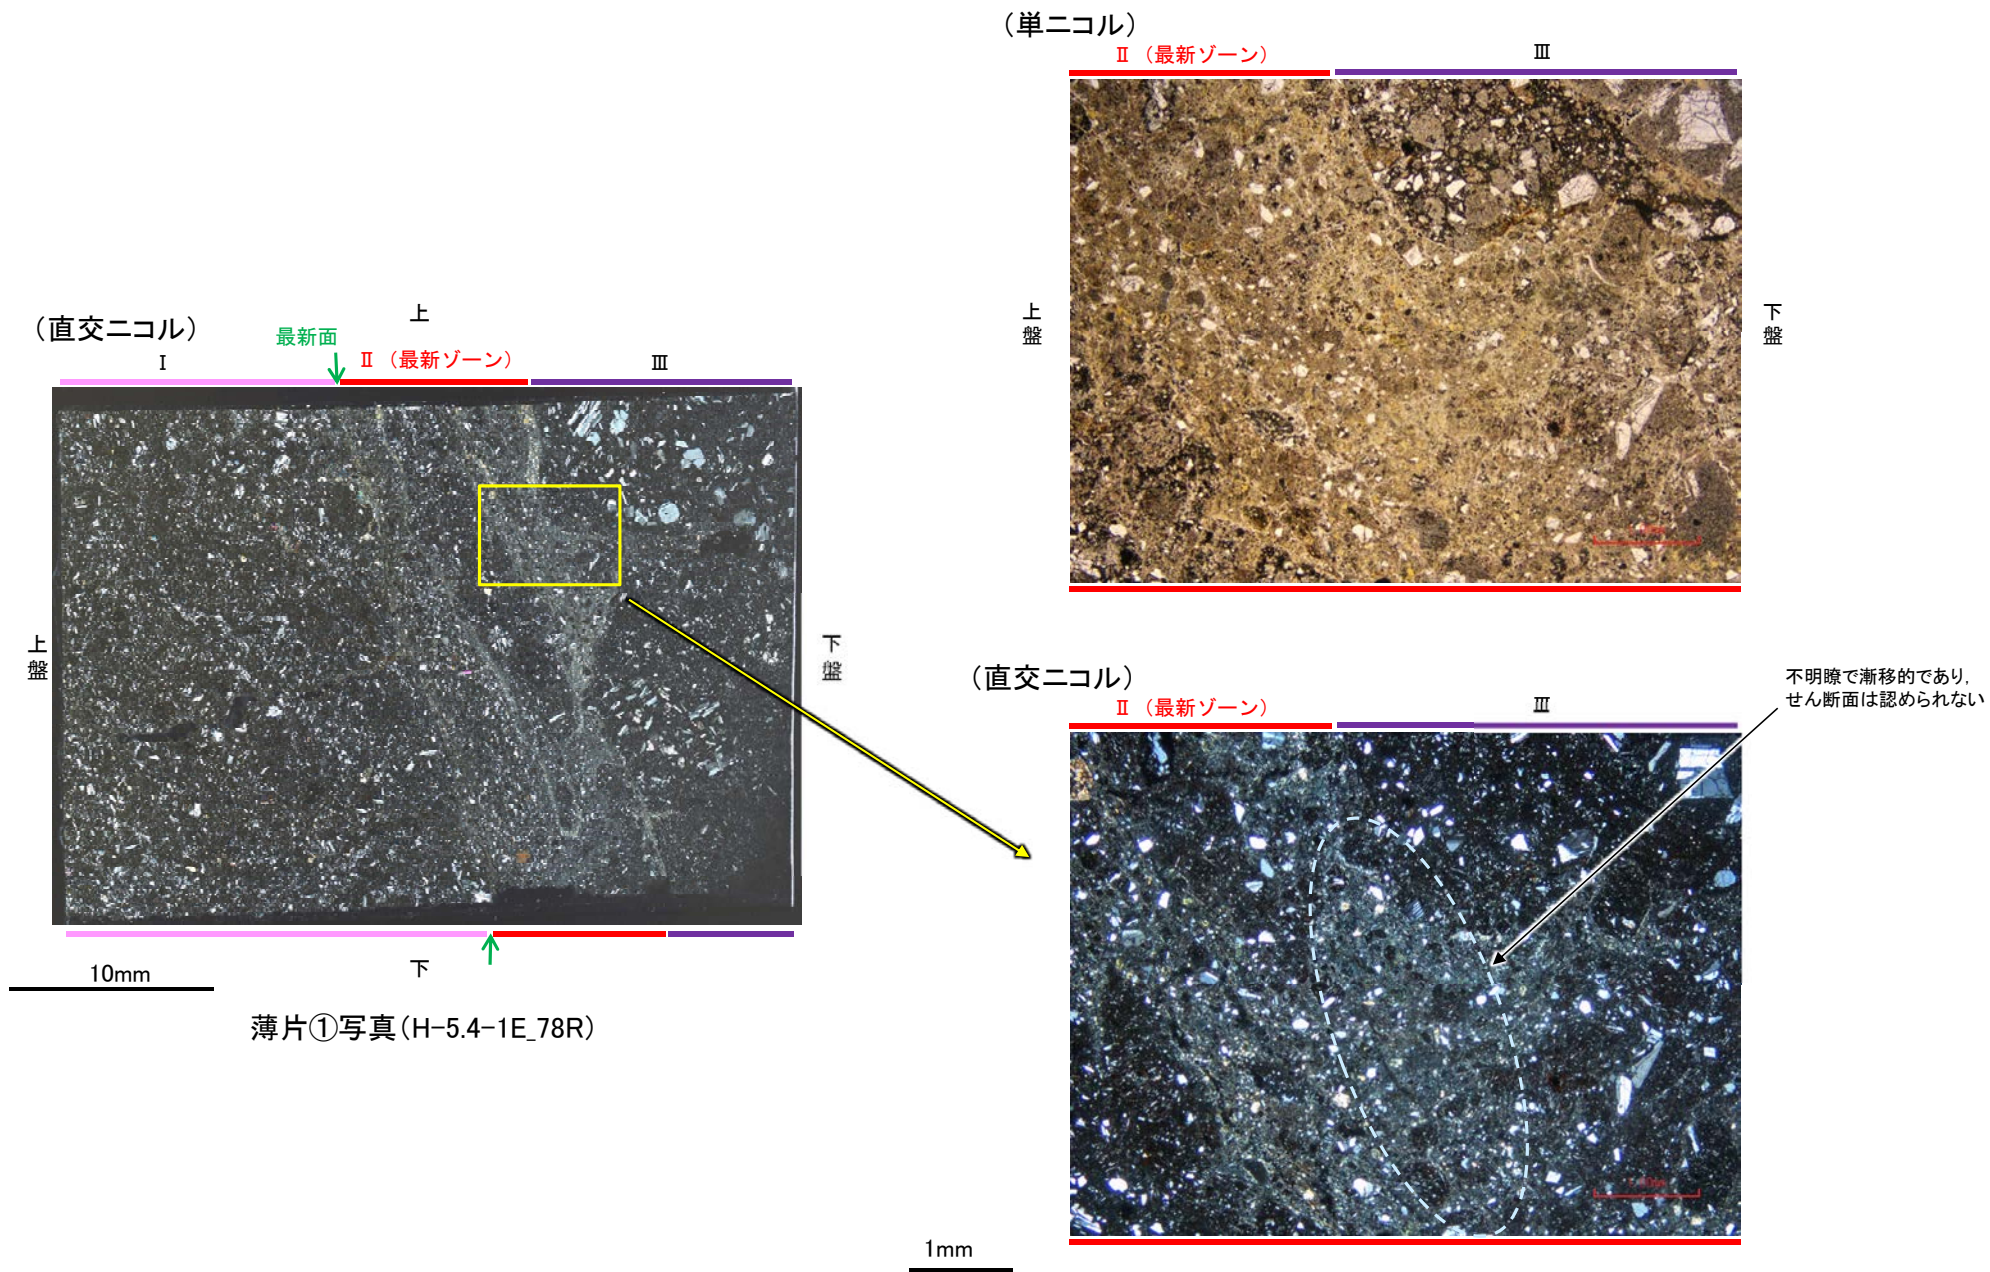 (単ニコル)
Ⅱ (最新ゾーン)
Ⅲ
上盤
下盤
(直交ニコル)
最新面
上
Ⅰ
Ⅱ (最新ゾーン)
Ⅲ
上盤
下盤
下
10mm
薄片①写真(H-5.4-1E_78R)
(直交ニコル)
Ⅱ (最新ゾーン)
Ⅲ
不明瞭で漸移的であり,
せん断面は認められない
1mm